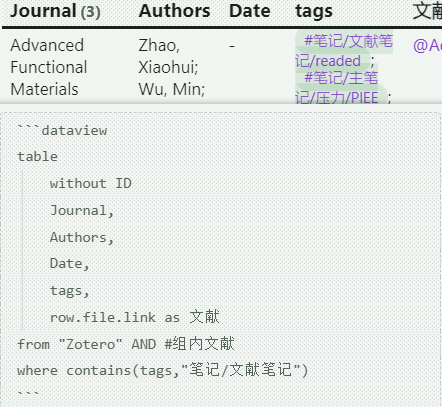 Journal (3) Authors Date tags 文献
Advanced Zhao, - #笔记/文献笔
Functional Xiaohui; 记/readed ;
Materials Wu, Min; #笔记/主笔
记/压力/PIEE ;
```dataview
table
without ID
Journal,
Authors,
Date,
tags,
row.file.link as 文献
from "Zotero" AND #组内文献
where contains(tags,"笔记/文献笔记")
```